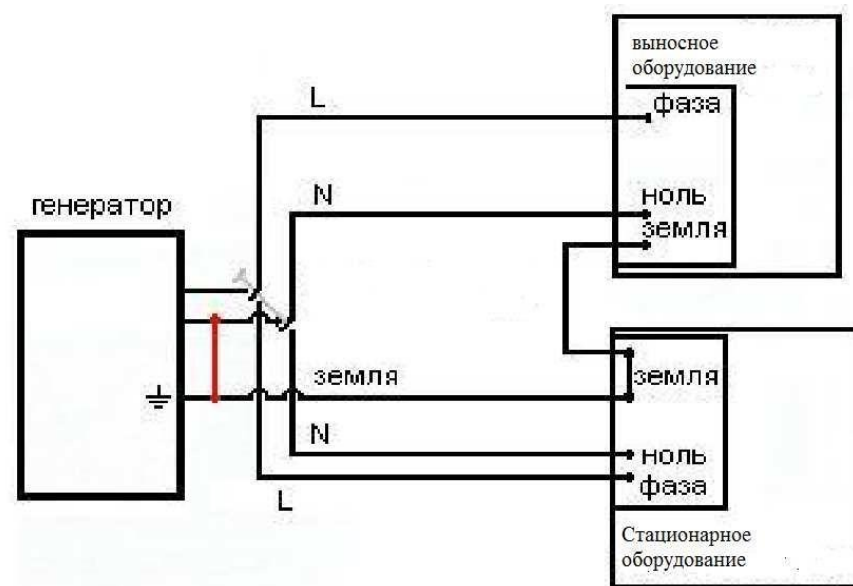 выносное
оборудование
фаза
L
N
ноль
генератор
земля
земля
земля
N
ноль
фаза
L
Стационарное
оборудование